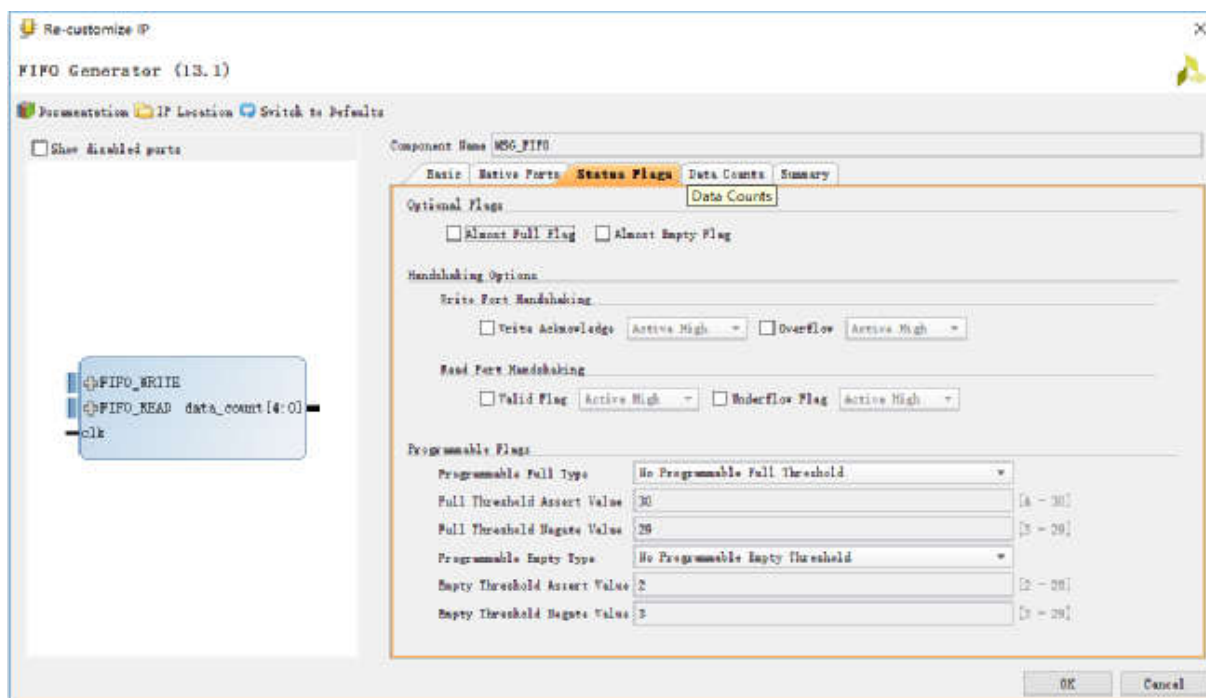 Re-customize IP
FIFO Generator (13.1)
Documentation IP Location Switch to Defaults
Show disabled ports
Component Name MSG_FIFO
Basic Native Ports Status Flags Data Counts Summary
Data Counts
Optional Flags
Almost Full Flag Almost Empty Flag
Handshaking Options
Write Port Handshaking
Write Acknowledge Active High Overflow Active High
Read Port Handshaking
Valid Flag Active High Underflow Flag Active High
FIFO_WRITE
FIFO_READ data_count[4:0]
clk
Programmable Flags
Programmable Full Type No Programmable Full Threshold
Full Threshold Assert Value 30 [4 - 30]
Full Threshold Negate Value 29 [3 - 29]
Programmable Empty Type No Programmable Empty Threshold
Empty Threshold Assert Value 2 [2 - 28]
Empty Threshold Negate Value 3 [3 - 29]
OK Cancel